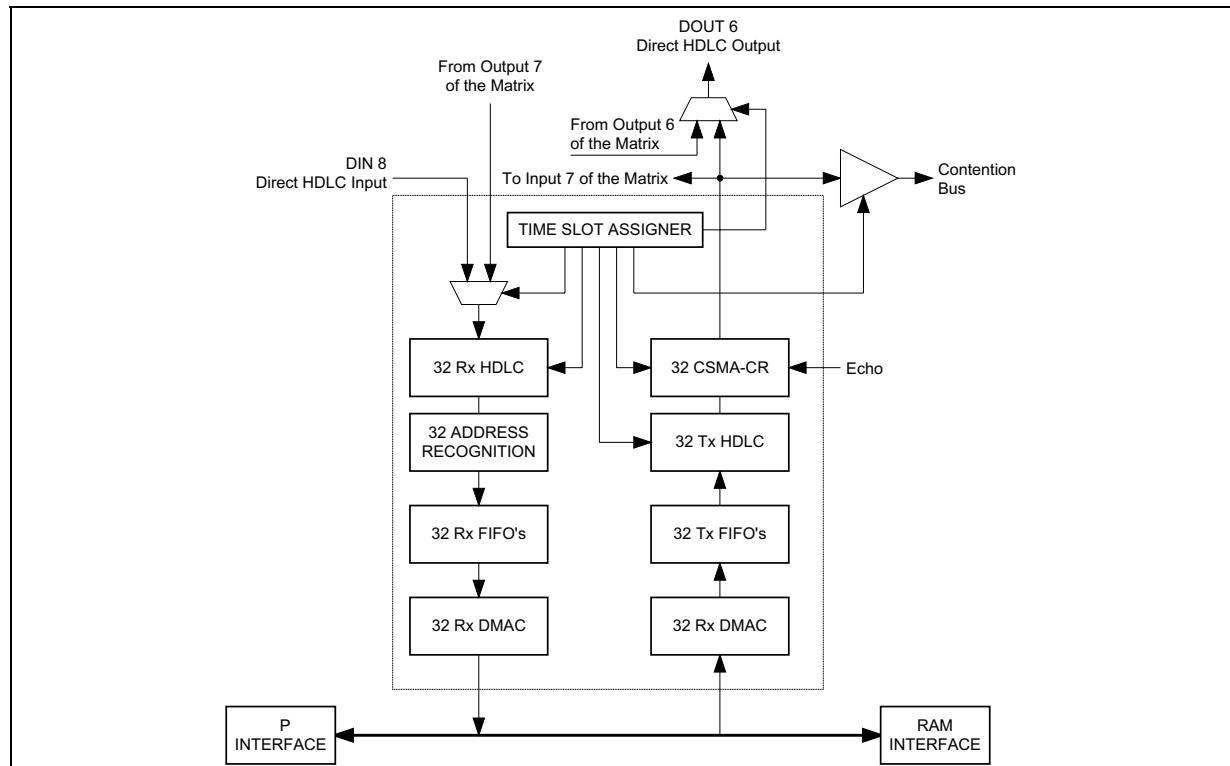 DOUT 6
Direct HDLC Output
From Output 7
of the Matrix
From Output 6
of the Matrix
DIN 8
Direct HDLC Input
To Input 7 of the Matrix
Contention
Bus
TIME SLOT ASSIGNER
32 Rx HDLC
32 CSMA-CR
Echo
32 ADDRESS
RECOGNITION
32 Tx HDLC
32 Rx FIFO's
32 Tx FIFO's
32 Rx DMAC
32 Rx DMAC
P
INTERFACE
RAM
INTERFACE